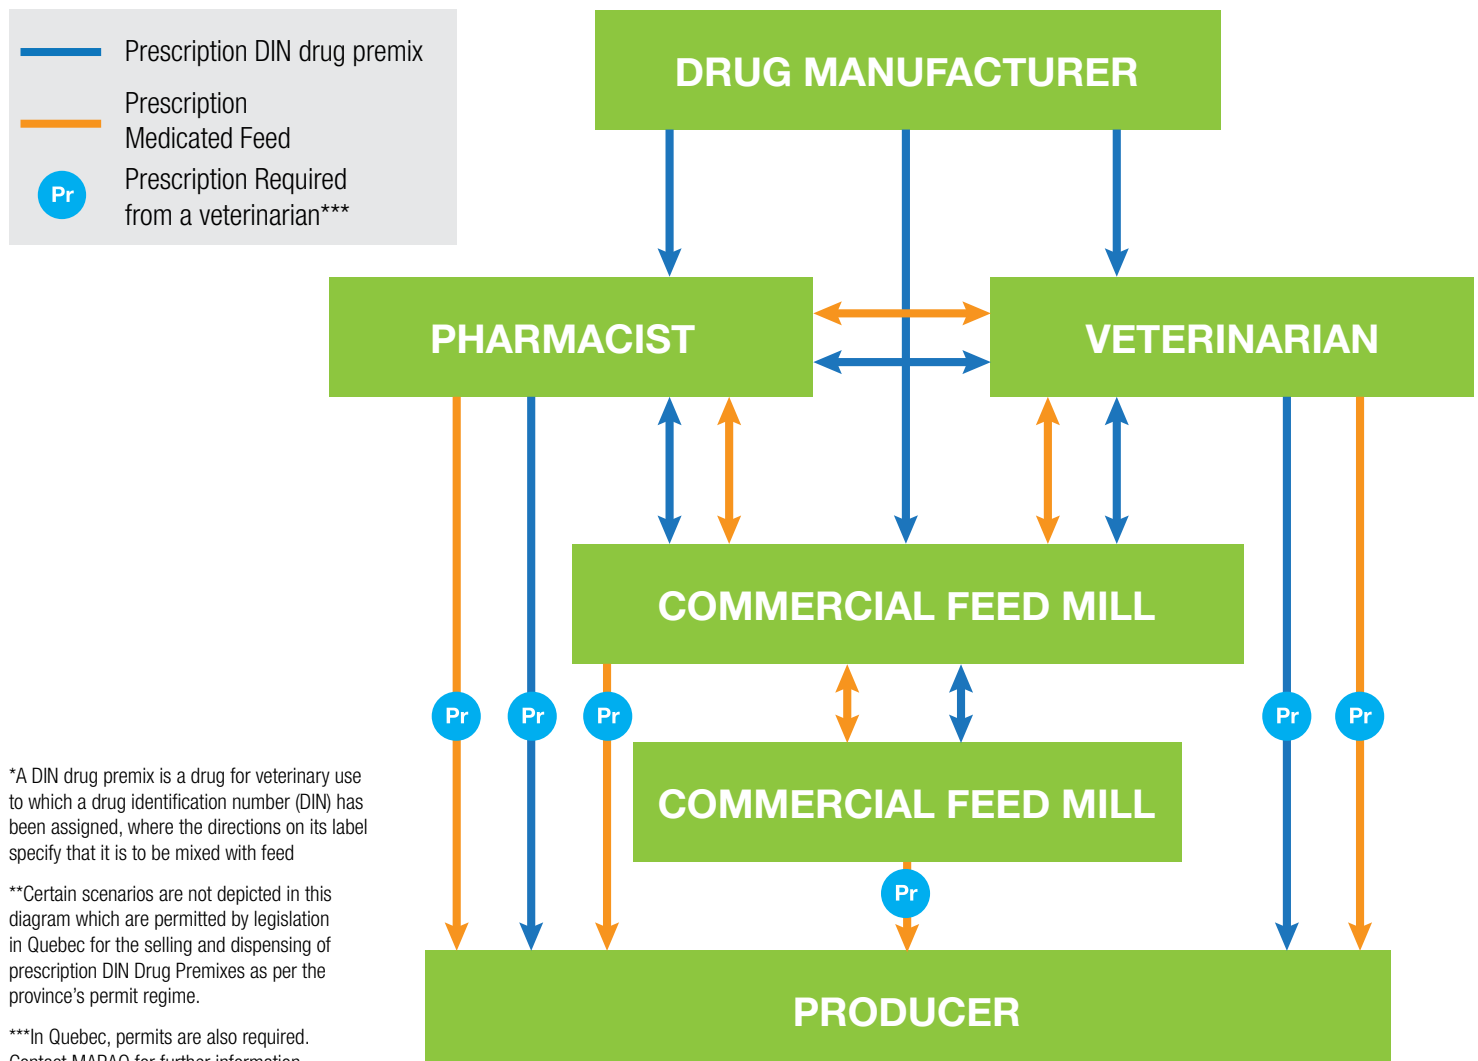 Prescription DIN drug premix
Prescription
Medicated Feed
Pr
Prescription Required
from a veterinarian***
DRUG MANUFACTURER
PHARMACIST
VETERINARIAN
COMMERCIAL FEED MILL
Pr
Pr
Pr
Pr
Pr
COMMERCIAL FEED MILL
Pr
PRODUCER
*A DIN drug premix is a drug for veterinary use
to which a drug identification number (DIN) has
been assigned, where the directions on its label
specify that it is to be mixed with feed
**Certain scenarios are not depicted in this
diagram which are permitted by legislation
in Quebec for the selling and dispensing of
prescription DIN Drug Premixes as per the
province's permit regime.
***In Quebec, permits are also required.
Contact MAPAQ for further information